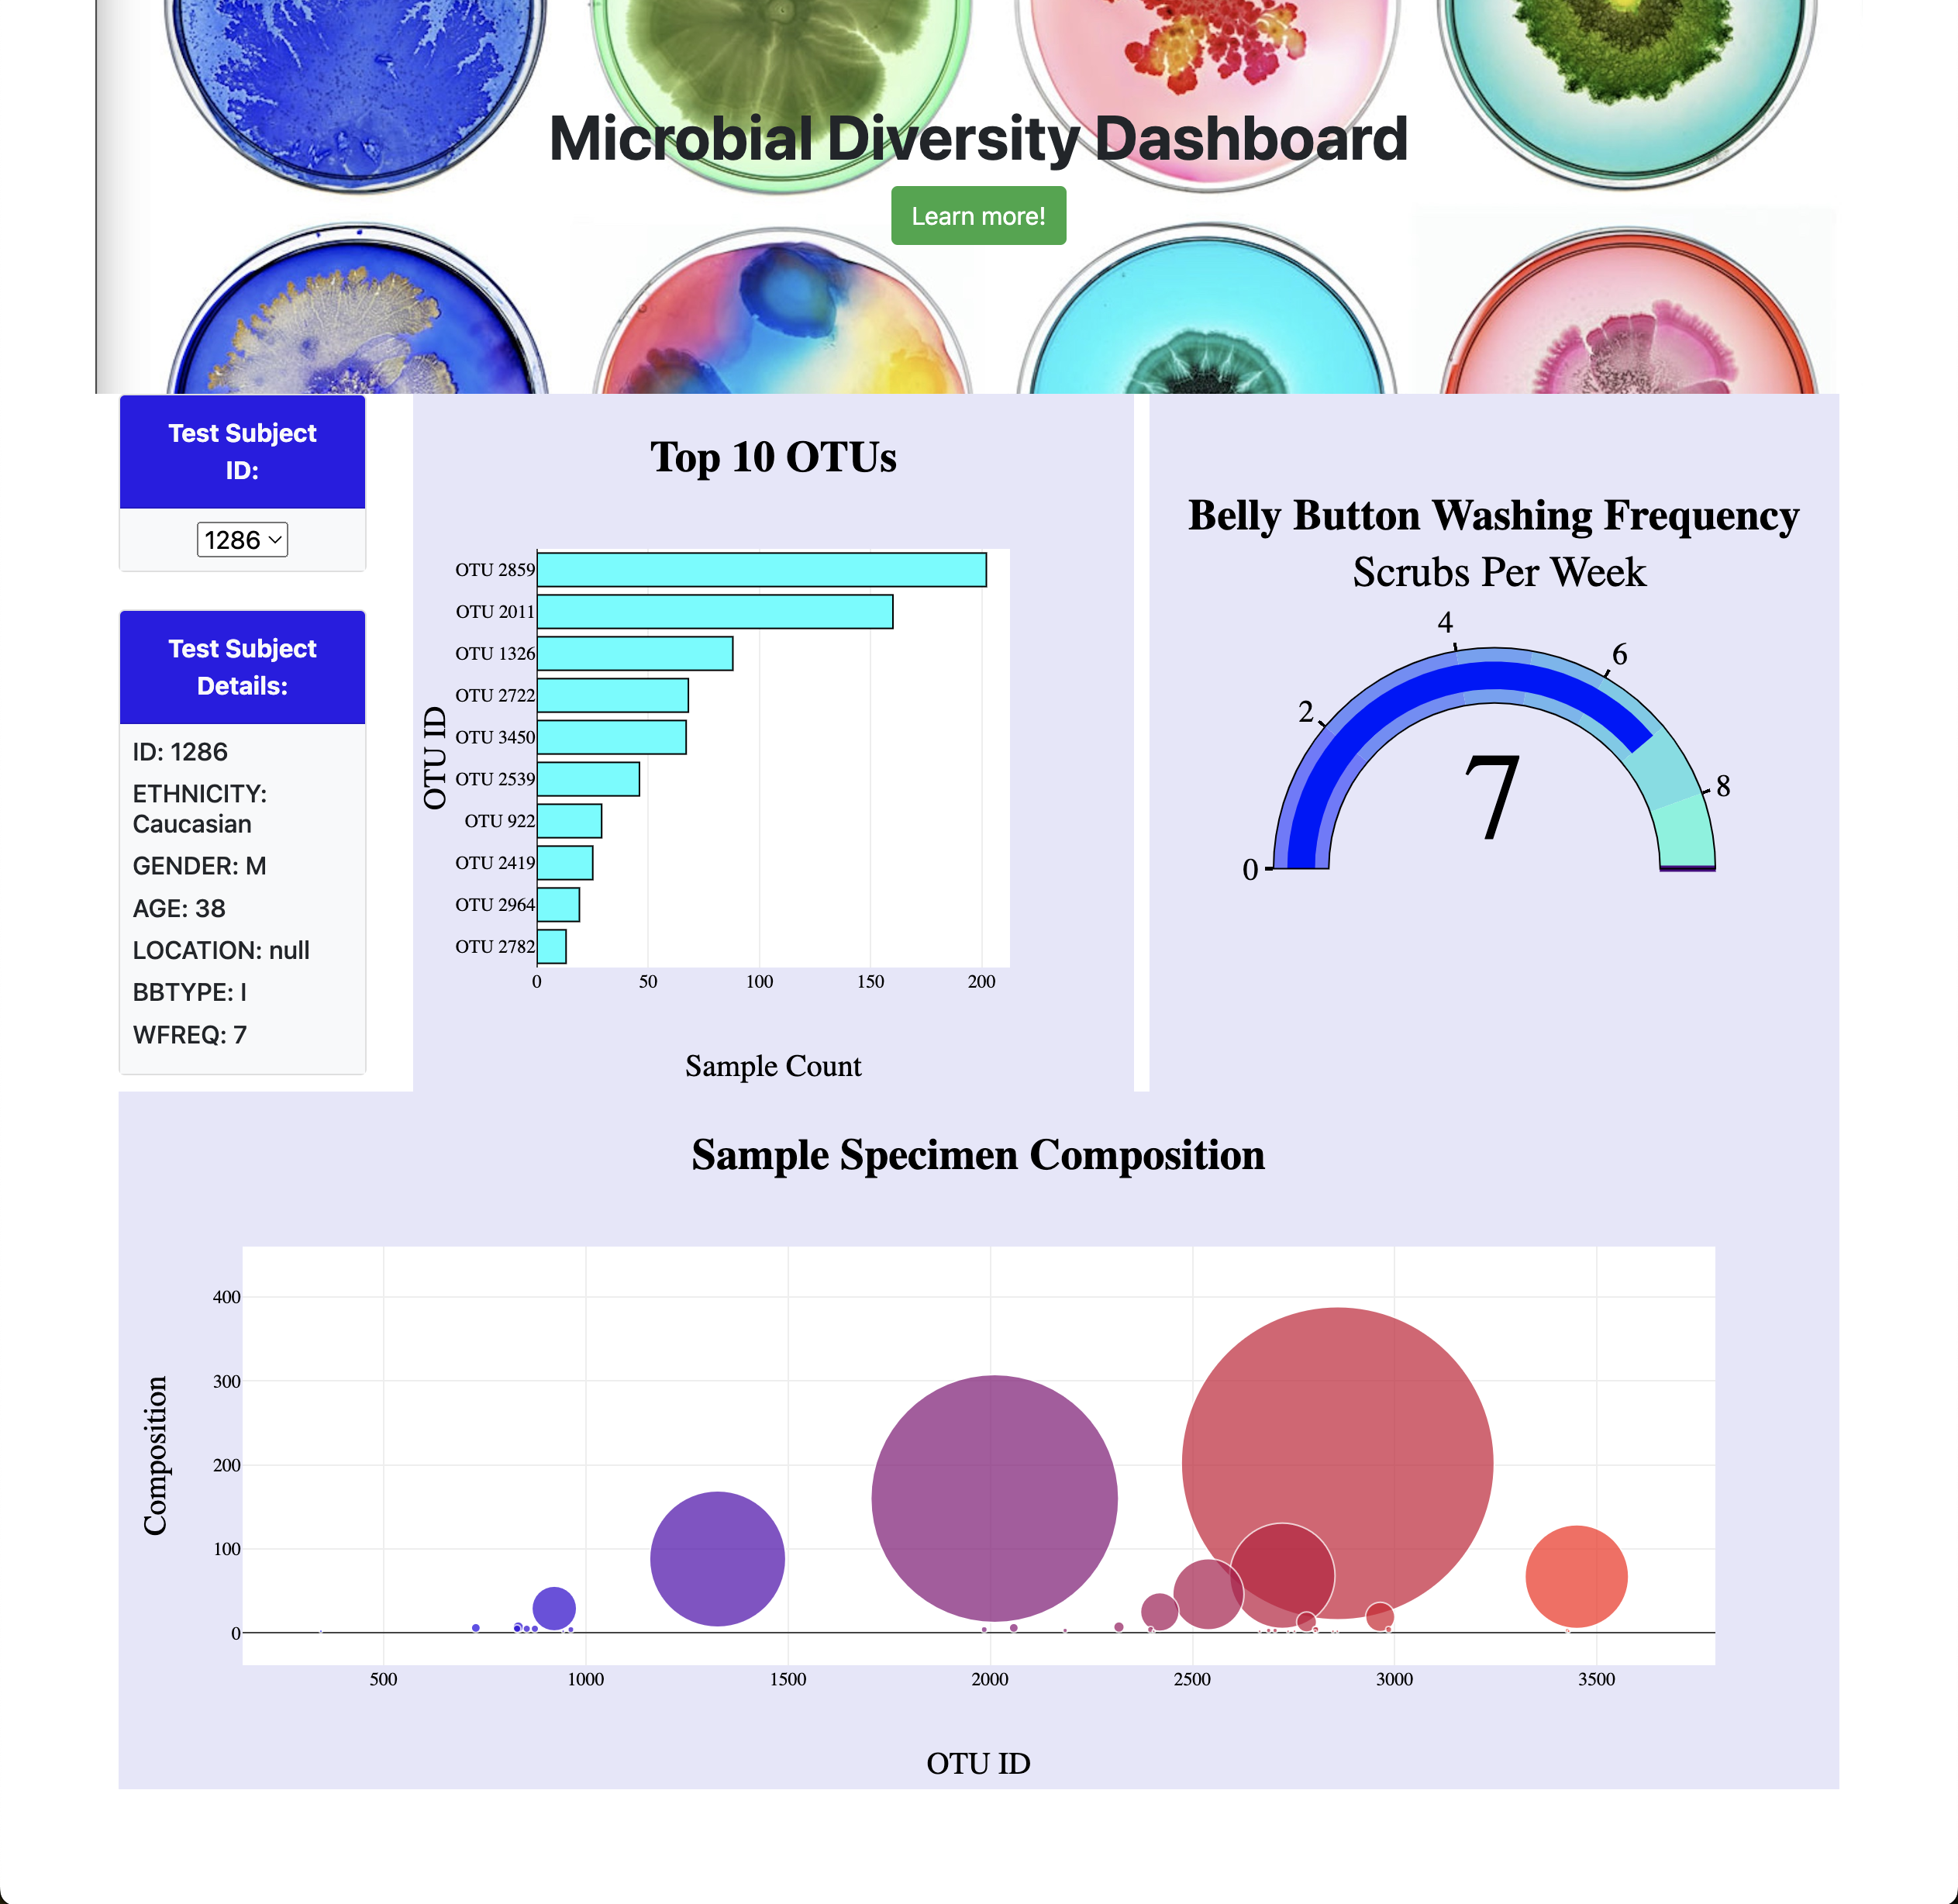 Microbial Diversity Dashboard
Learn more!
Test Subject
ID:
1286
Test Subject
Details:
ID: 1286
ETHNICITY:
Caucasian
GENDER: M
AGE: 38
LOCATION: null
BBTYPE: I
WFREQ: 7
Top 10 OTUs
OTU ID
OTU 2859
OTU 2011
OTU 1326
OTU 2722
OTU 3450
OTU 2539
OTU 922
OTU 2419
OTU 2964
OTU 2782
0 50 100 150 200
Sample Count
Belly Button Washing Frequency
Scrubs Per Week
0
2
4
6
8
7
Sample Specimen Composition
Composition
400
300
200
100
0
500 1000 1500 2000 2500 3000 3500
OTU ID